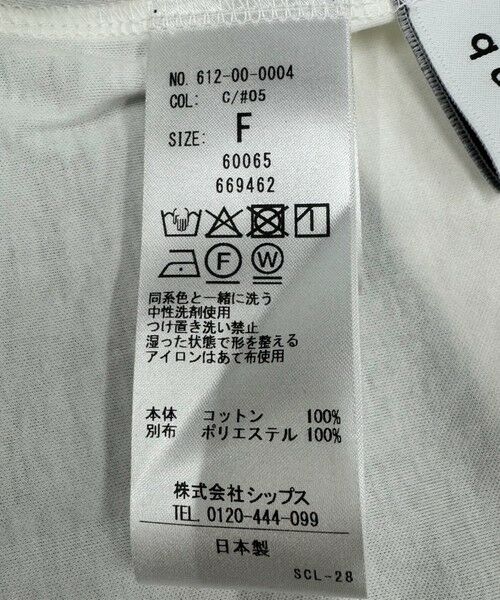 NO. 612-00-0004
COL: C/#05
SIZE: F
60065
669462
F W
同系色と一緒に洗う
中性洗剤使用
つけ置き洗い禁止
湿った状態で形を整える
アイロンはあて布使用
本体 コットン 100%
別布 ポリエステル 100%
株式会社シップス
TEL. 0120-444-099
日本製
SCL-28